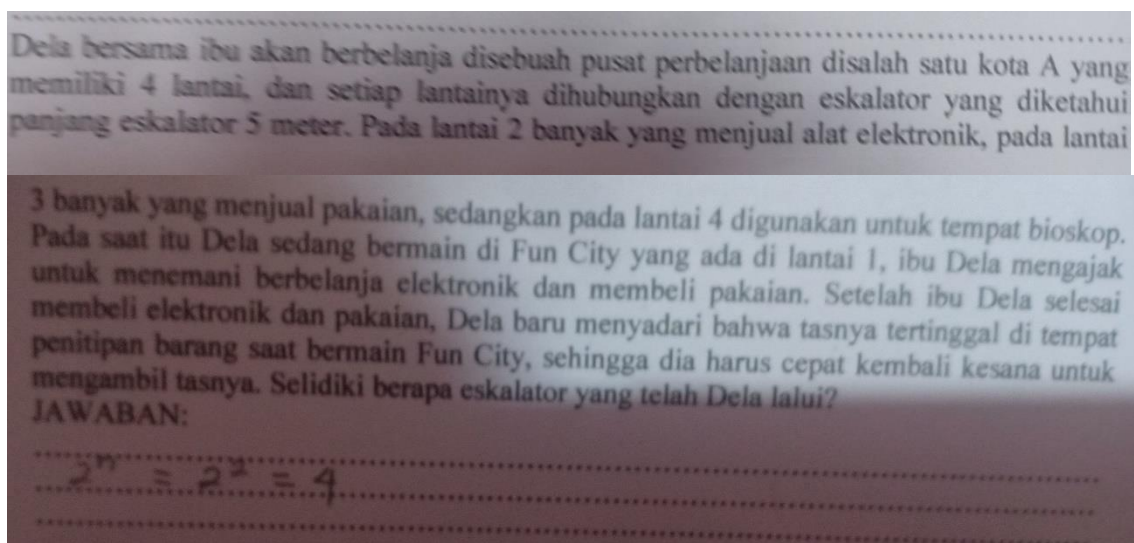 Dela bersama ibu akan berbelanja disebuah pusat perbelanjaan disalah satu kota A yang
memiliki 4 lantai, dan setiap lantainya dihubungkan dengan eskalator yang diketahui
panjang eskalator 5 meter. Pada lantai 2 banyak yang menjual alat elektronik, pada lantai
3 banyak yang menjual pakaian, sedangkan pada lantai 4 digunakan untuk tempat bioskop.
Pada saat itu Dela sedang bermain di Fun City yang ada di lantai 1, ibu Dela mengajak
untuk menemani berbelanja elektronik dan membeli pakaian. Setelah ibu Dela selesai
membeli elektronik dan pakaian, Dela baru menyadari bahwa tasnya tertinggal di tempat
penitipan barang saat bermain Fun City, sehingga dia harus cepat kembali kesana untuk
mengambil tasnya. Selidiki berapa eskalator yang telah Dela lalui?
JAWABAN:
2ⁿ = 2² = 4